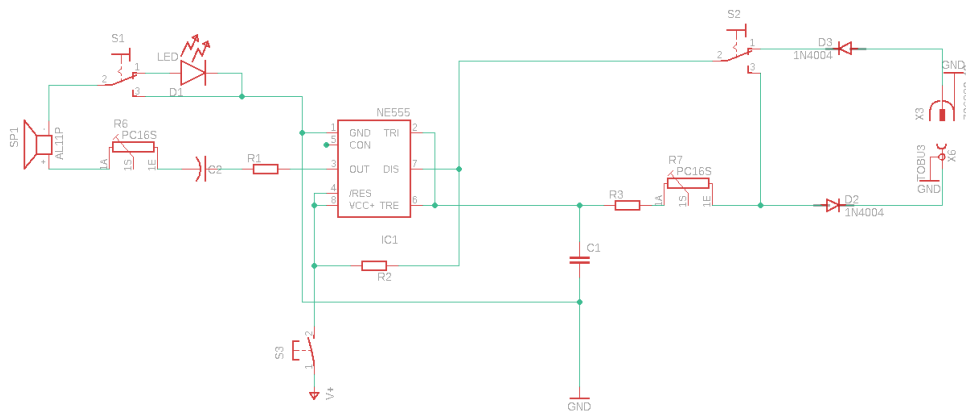 S1
LED
2
1
3
D1
SP1
AL11P
-
+
R6
PC16S
1A
1S
1E
C2
R1
NE555
1
GND
TRI
2
5
CON
3
OUT
DIS
7
4
/RES
8
VCC+
TRE
6
IC1
R2
S3
2
1
V+
S2
2
1
3
D3
1N4004
GND
X3
TOBU3
X6
GND
R7
PC16S
R3
1A
1S
1E
D2
1N4004
C1
GND